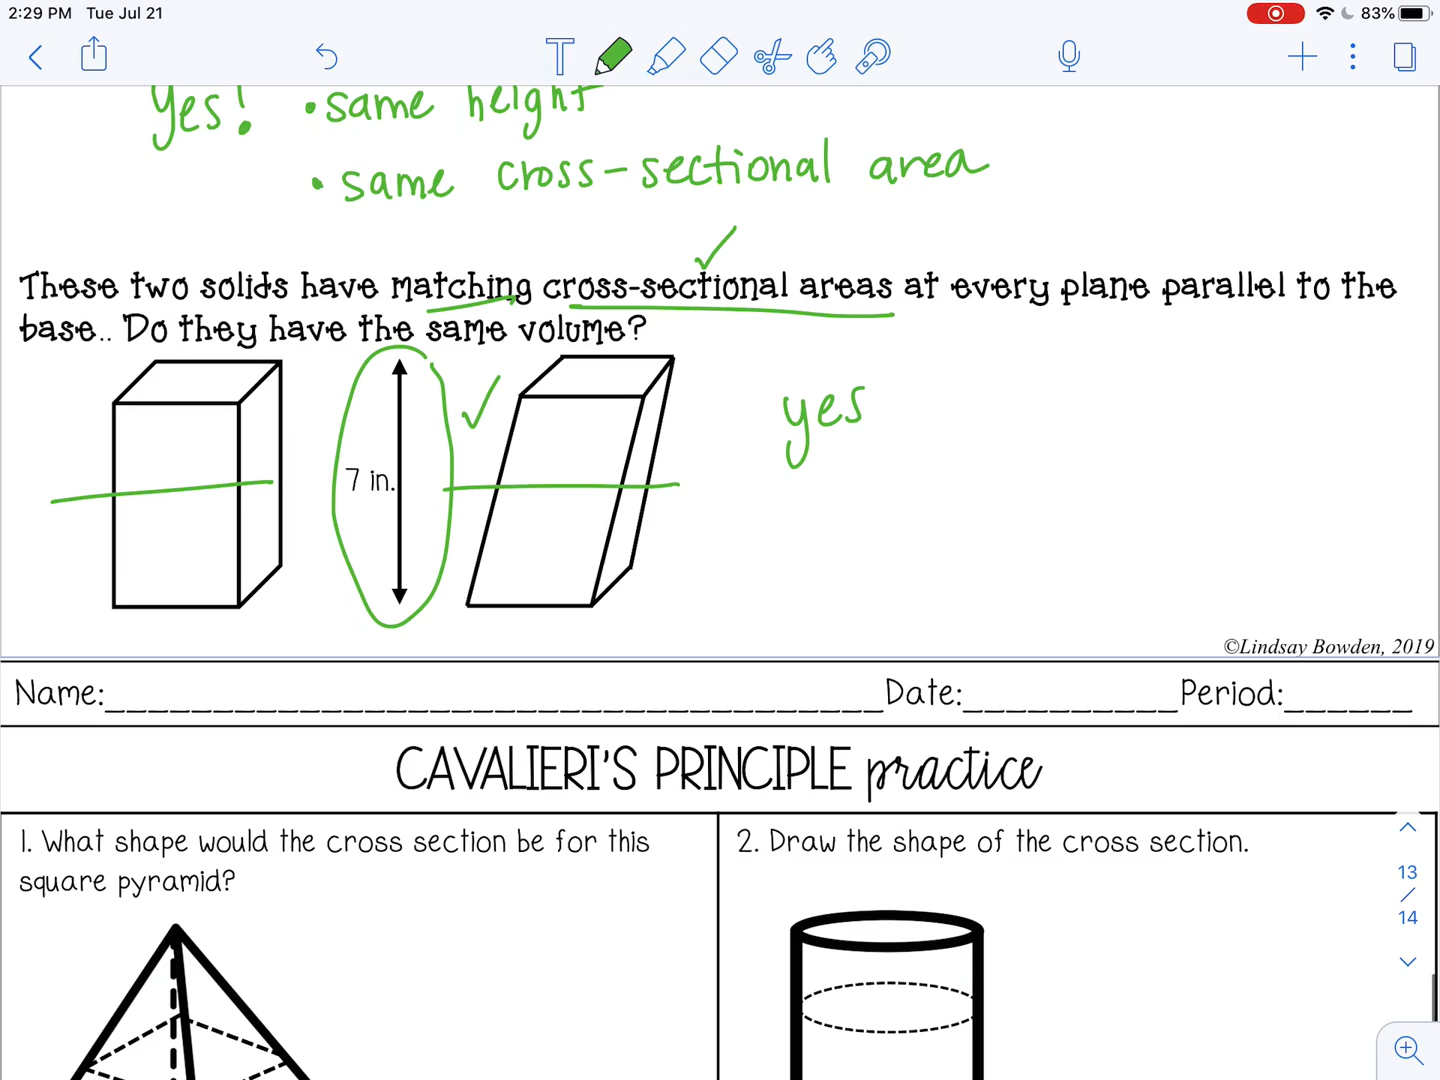 2:29 PM Tue Jul 21
83%
yes! • same height
• same cross-sectional area
These two solids have matching cross-sectional areas at every plane parallel to the
base.. Do they have the same volume?
yes
7 in.
©Lindsay Bowden, 2019
Name:____________________________________Date:__________Period:______
CAVALIERI'S PRINCIPLE practice
1. What shape would the cross section be for this
square pyramid?
2. Draw the shape of the cross section.
13
/
14